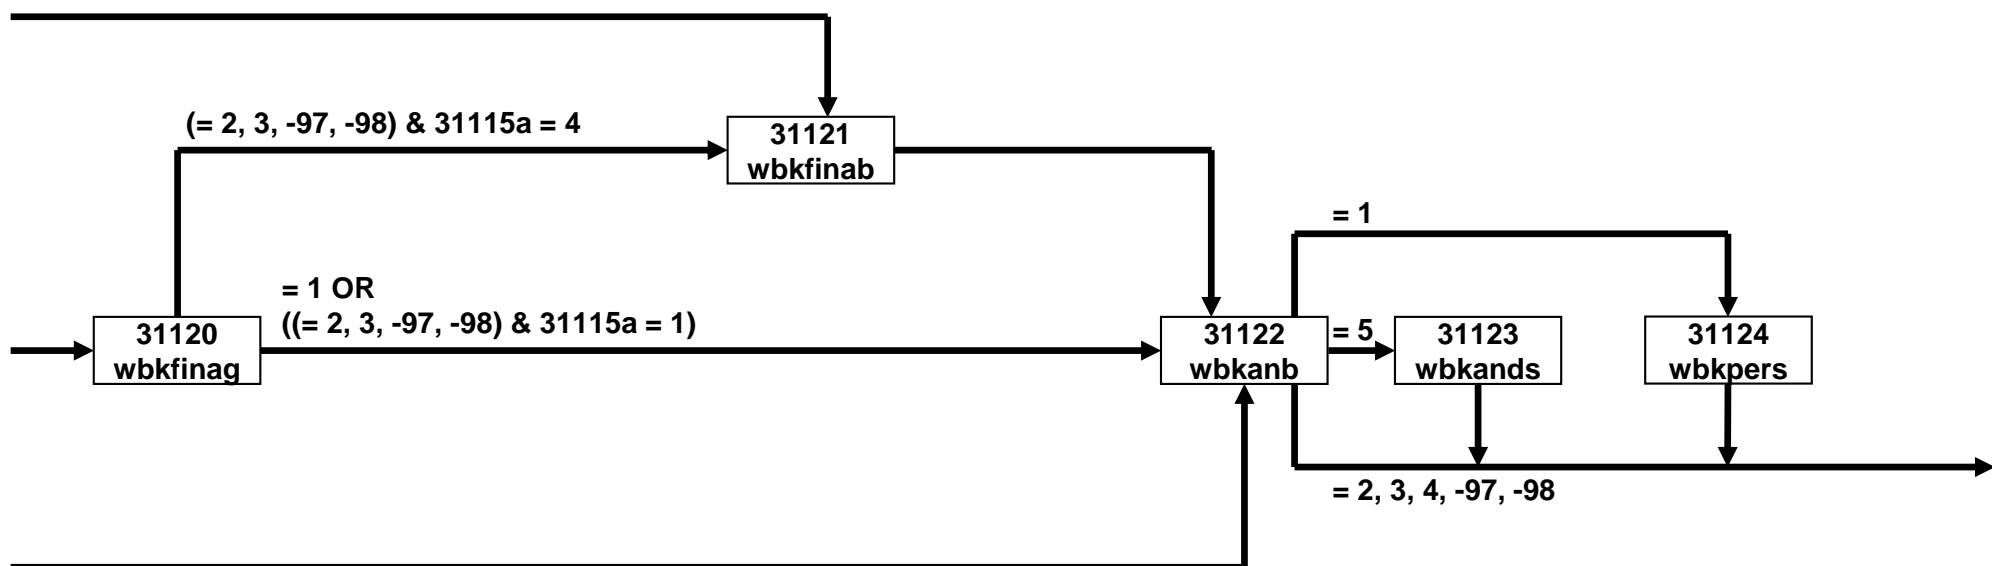 (= 2, 3, -97, -98) & 31115a = 4
31121
wbkfinab
= 1
= 1 OR
((= 2, 3, -97, -98) & 31115a = 1)
31120
wbkfinag
31122
wbkanb
= 5
31123
wbkands
31124
wbkpers
= 2, 3, 4, -97, -98